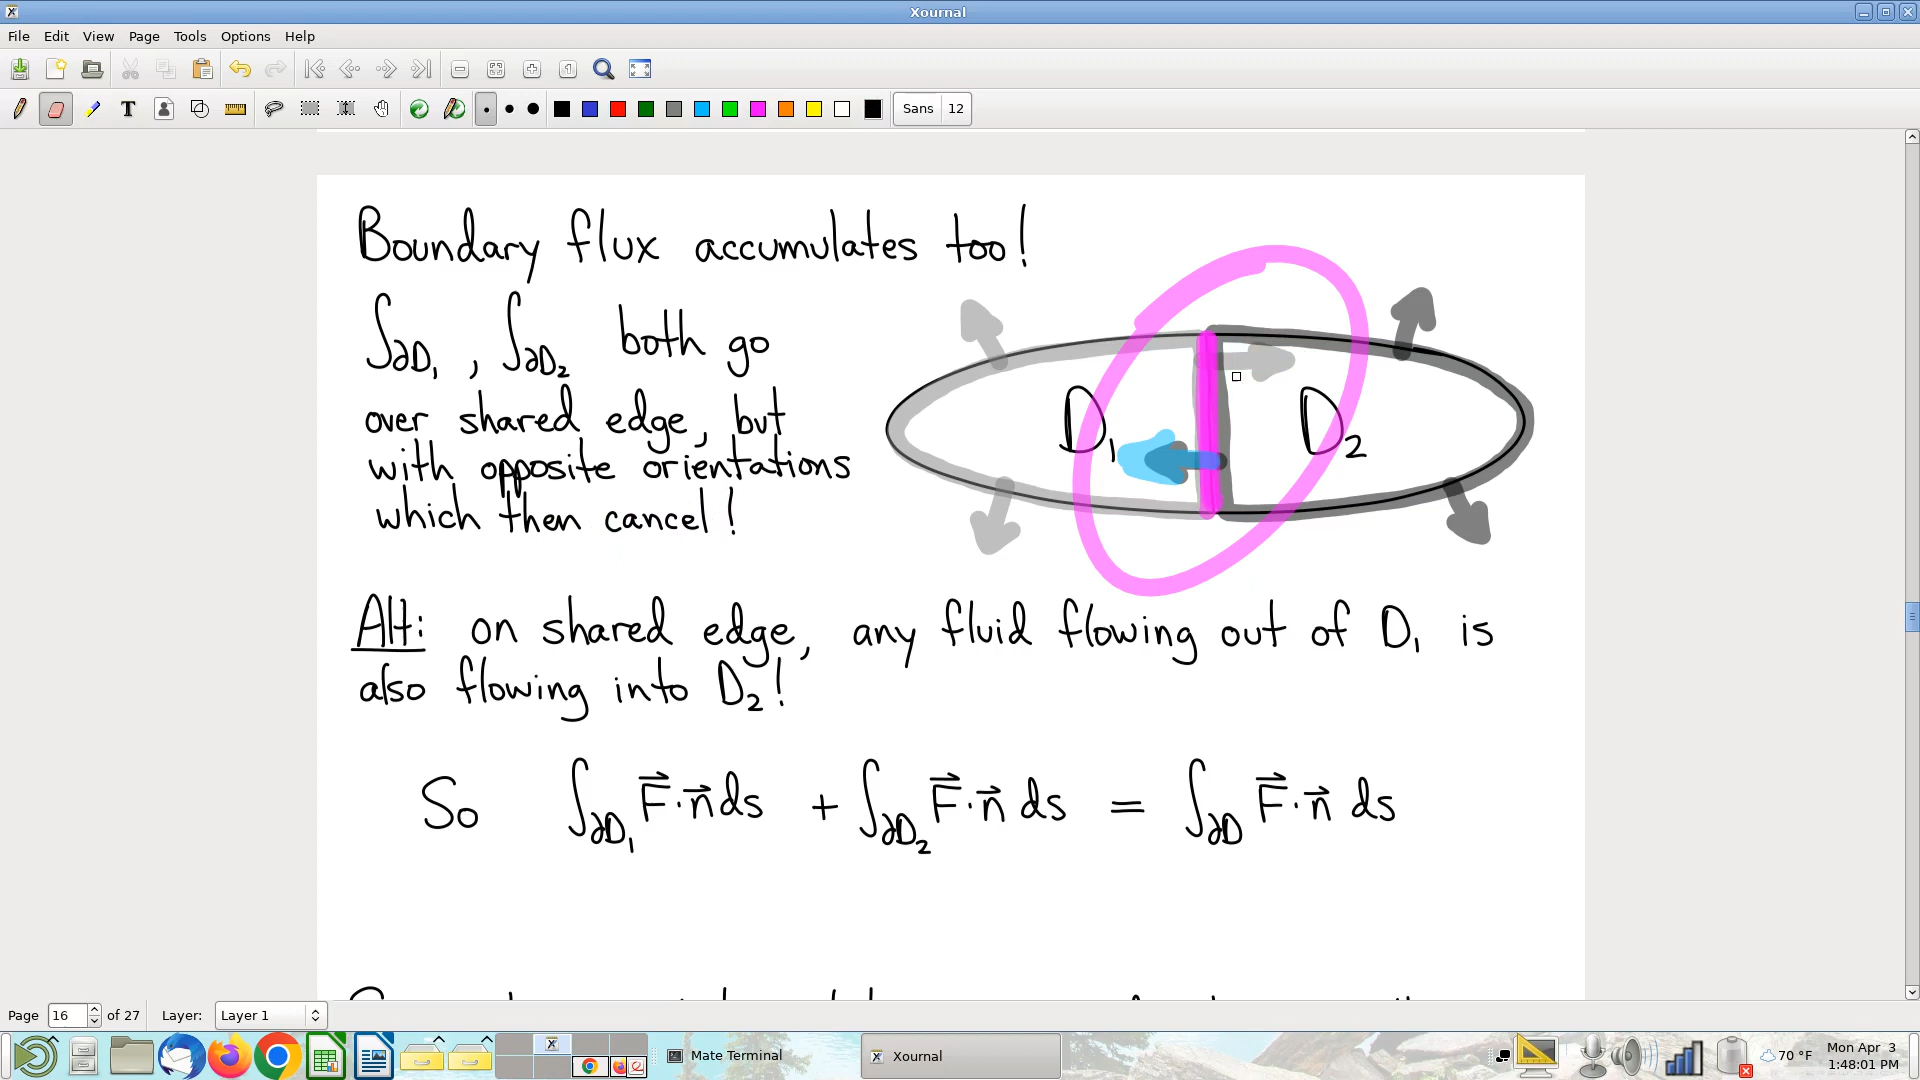 Xournal
File Edit View Page Tools Options Help
Sans 12
Boundary flux accumulates too!
∫∂D₁ , ∫∂D₂ both go
over shared edge, but
with opposite orientations
which then cancel!
D₁ D₂
Alt: on shared edge, any fluid flowing out of D₁ is
also flowing into D₂!
So ∫∂D₁ F⃗·n⃗ ds + ∫∂D₂ F⃗·n⃗ ds = ∫∂D F⃗·n⃗ ds
Page 16 of 27 Layer: Layer 1
Mate Terminal
Xournal
70 °F
Mon Apr 3
1:48:01 PM